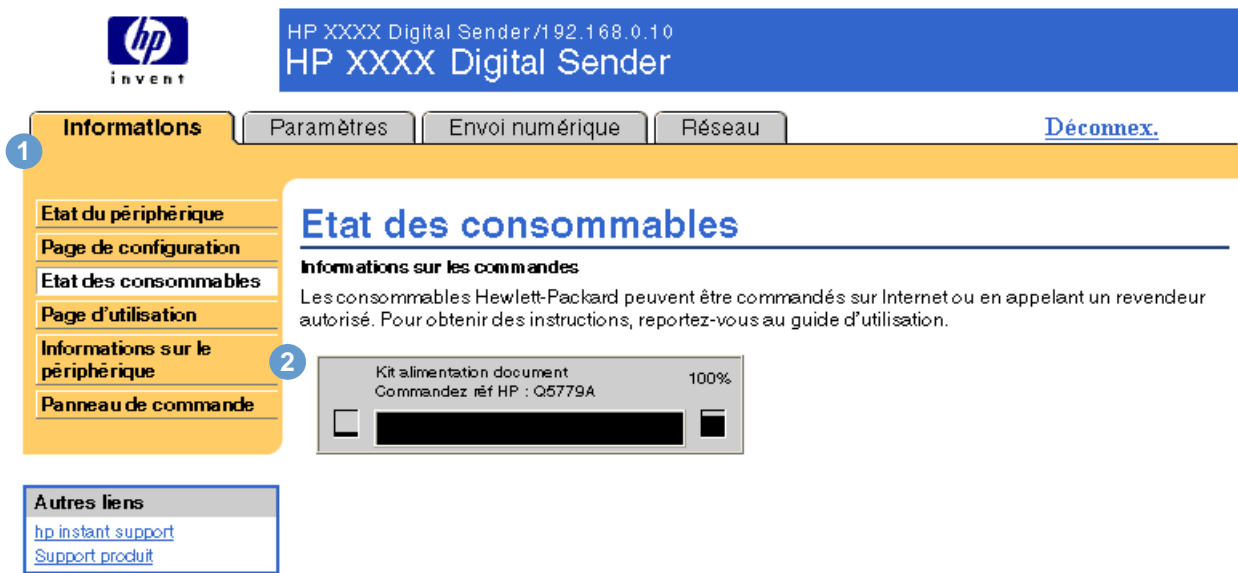 hp
invent
HP XXXX Digital Sender/192.168.0.10
HP XXXX Digital Sender
Informations
Paramètres
Envoi numérique
Réseau
Déconnex.
1
Etat du périphérique
Page de configuration
Etat des consommables
Page d'utilisation
Informations sur le
périphérique
Panneau de commande
Autres liens
hp instant support
Support produit
Etat des consommables
Informations sur les commandes
Les consommables Hewlett-Packard peuvent être commandés sur Internet ou en appelant un revendeur
autorisé. Pour obtenir des instructions, reportez-vous au guide d'utilisation.
2
Kit alimentation document
Commandez réf HP : Q5779A
100%